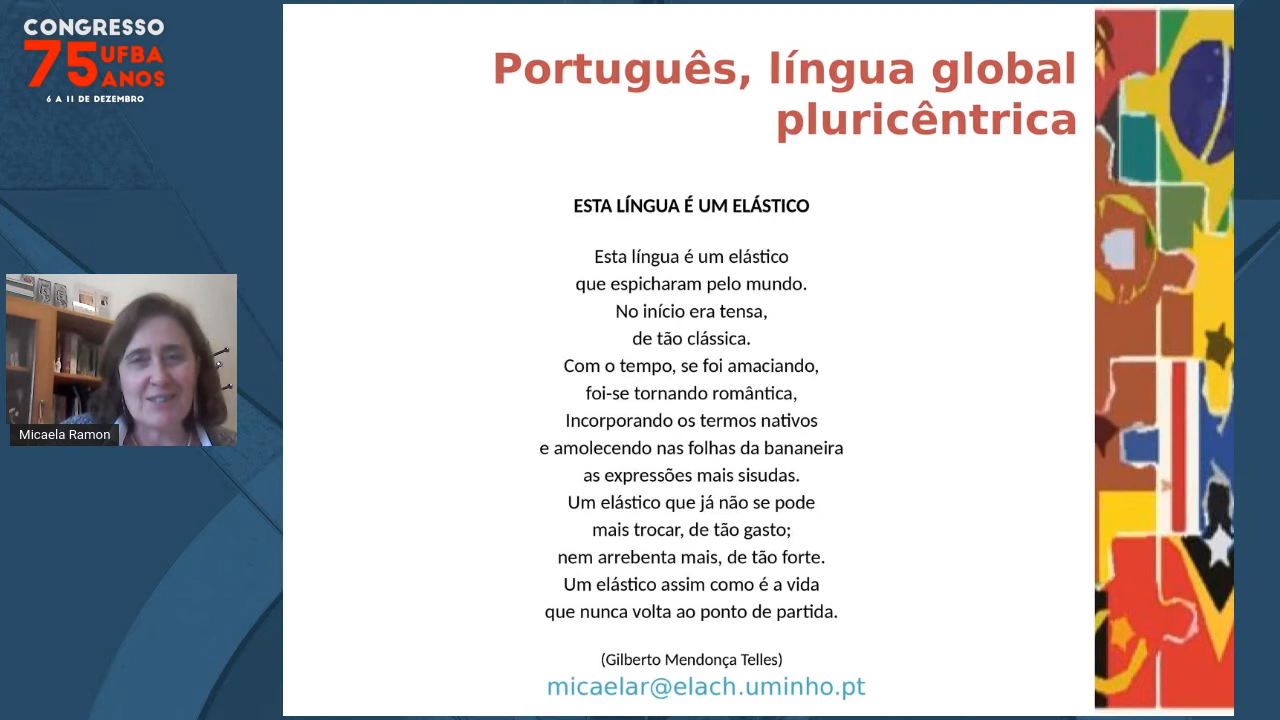 CONGRESSO
75 UFBA
ANOS
6 A 11 DE DEZEMBRO
Português, língua global
pluricêntrica
ESTA LÍNGUA É UM ELÁSTICO
Esta língua é um elástico
que espicharam pelo mundo.
No início era tensa,
de tão clássica.
Com o tempo, se foi amaciando,
foi-se tornando romântica,
Incorporando os termos nativos
e amolecendo nas folhas da bananeira
as expressões mais sisudas.
Um elástico que já não se pode
mais trocar, de tão gasto;
nem arrebenta mais, de tão forte.
Um elástico assim como é a vida
que nunca volta ao ponto de partida.
(Gilberto Mendonça Telles)
micaelar@elach.uminho.pt
Micaela Ramon